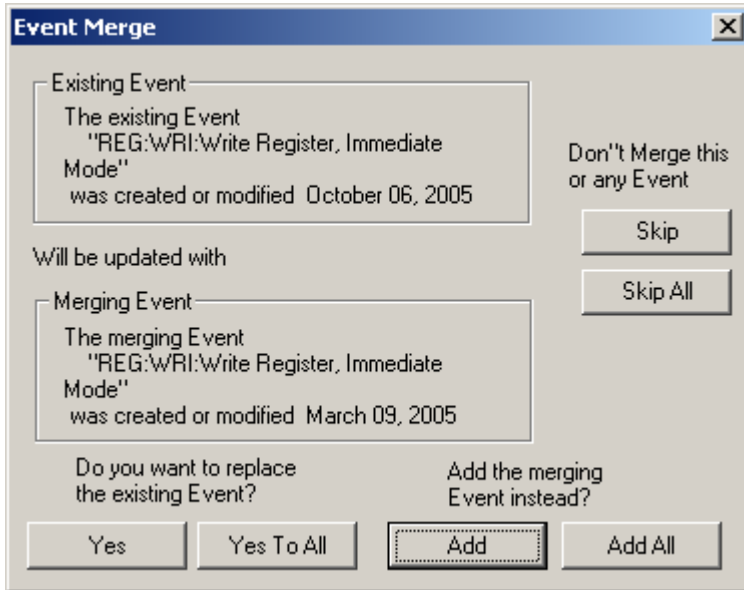 Event Merge
Existing Event
The existing Event
"REG:WRI:Write Register, Immediate
Mode"
was created or modified  October 06, 2005
Don''t Merge this
or any Event
Skip
Will be updated with
Skip All
Merging Event
The merging Event
"REG:WRI:Write Register, Immediate
Mode"
was created or modified  March 09, 2005
Do you want to replace
the existing Event?
Add the merging
Event instead?
Yes
Yes To All
Add
Add All